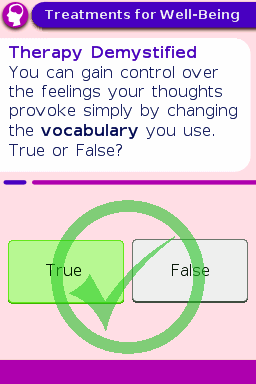 Treatments for Well-Being
Therapy Demystified
You can gain control over
the feelings your thoughts
provoke simply by changing
the vocabulary you use.
True or False?
True
False